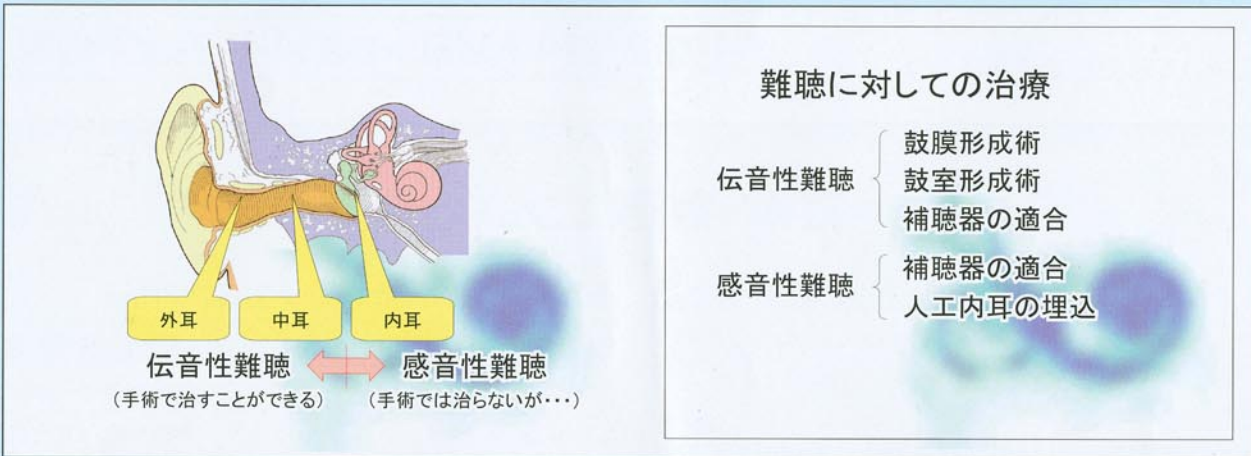 外耳
中耳
内耳
伝音性難聴
感音性難聴
(手術で治すことができる)
(手術では治らないが・・・)
難聴に対しての治療
伝音性難聴
鼓膜形成術
鼓室形成術
補聴器の適合
感音性難聴
補聴器の適合
人工内耳の埋込